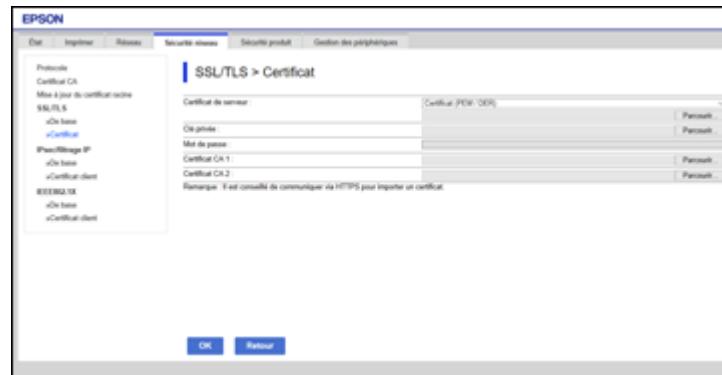 EPSON
État Imprimer Réseau Sécurité réseau Sécurité produit Gestion des périphériques
Protocole
Certificat CA
Mise à jour du certificat racine
SSL/TLS
»De base
»Certificat
IPsec/filtrage IP
»De base
»Certificat client
IEEE802.1X
»De base
»Certificat client
SSL/TLS > Certificat
Certificat de serveur : Certificat (PEM / DER)
Parcourir...
Clé privée : Parcourir...
Mot de passe :
Certificat CA 1 : Parcourir...
Certificat CA 2 : Parcourir...
Remarque : Il est conseillé de communiquer via HTTPS pour importer un certificat.
OK Retour